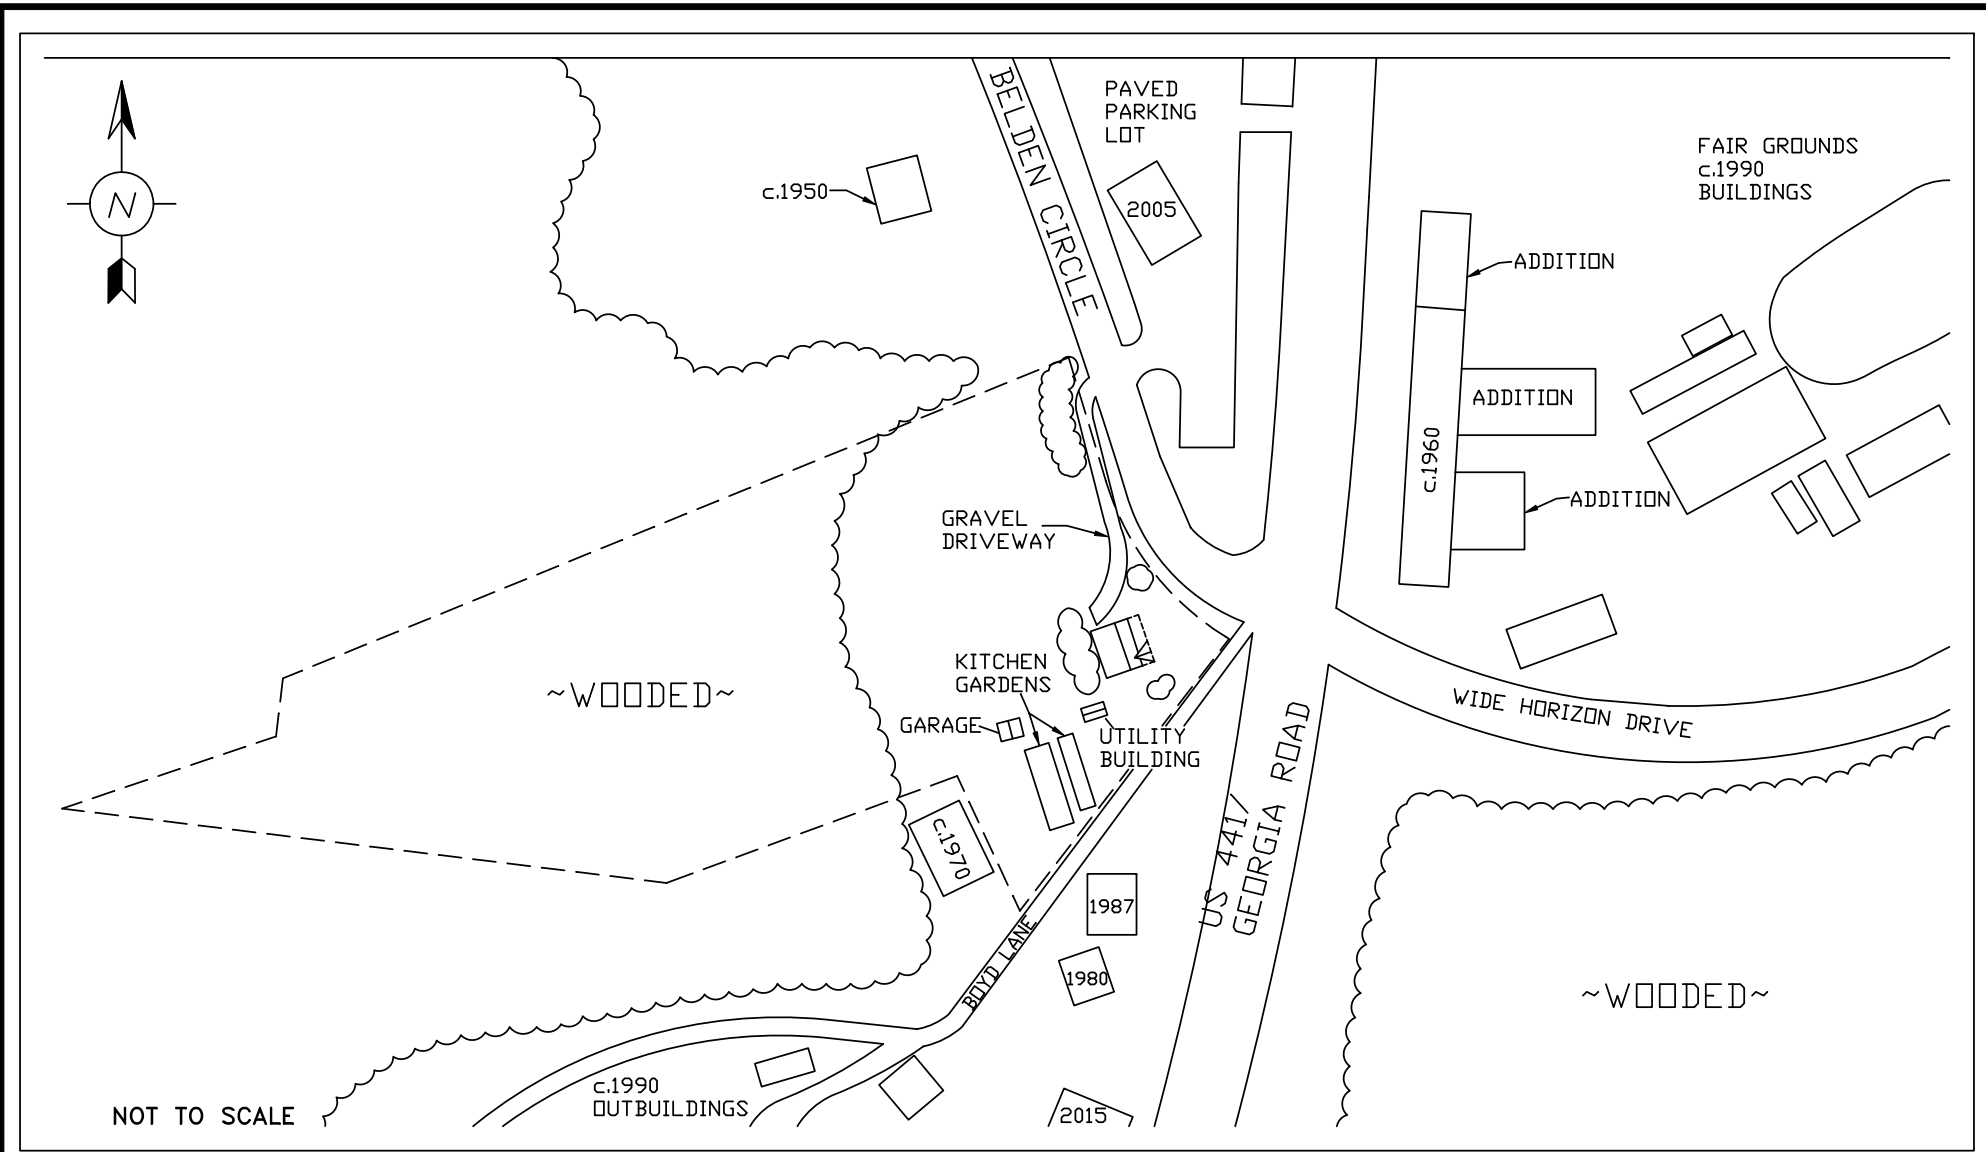 BELDEN CIRCLE
PAVED
PARKING
LOT
FAIR GROUNDS
c.1990
BUILDINGS
N
c.1950
2005
ADDITION
ADDITION
c.1960
ADDITION
GRAVEL
DRIVEWAY
KITCHEN
GARDENS
~WOODED~
GARAGE
UTILITY
BUILDING
WIDE HORIZON DRIVE
US 441/
GEORGIA ROAD
c.1970
1987
BOYD LANE
1980
~WOODED~
c.1990
OUTBUILDINGS
NOT TO SCALE
2015